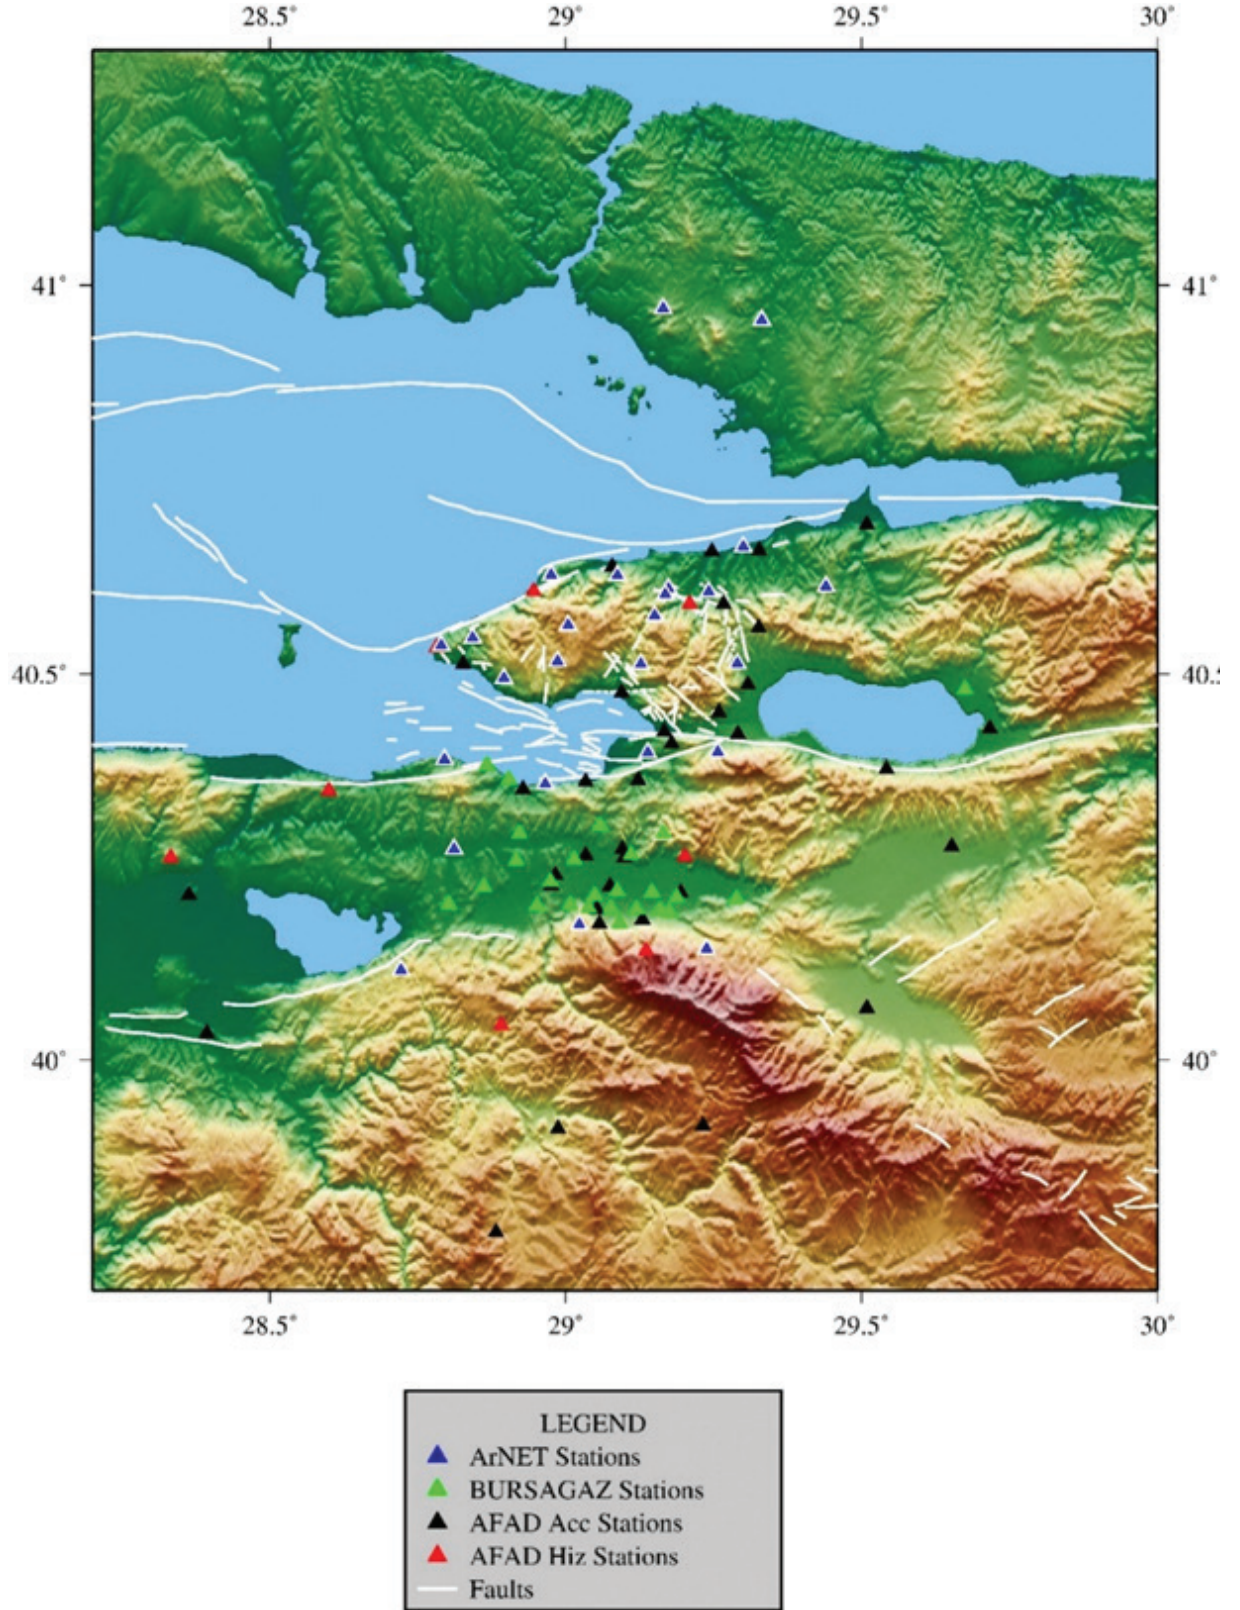 28.5°
29°
29.5°
30°
41°
41°
40.5°
40.5
40°
40°
28.5°
29°
29.5°
30°
LEGEND
ArNET Stations
BURSAGAZ Stations
AFAD Acc Stations
AFAD Hiz Stations
Faults